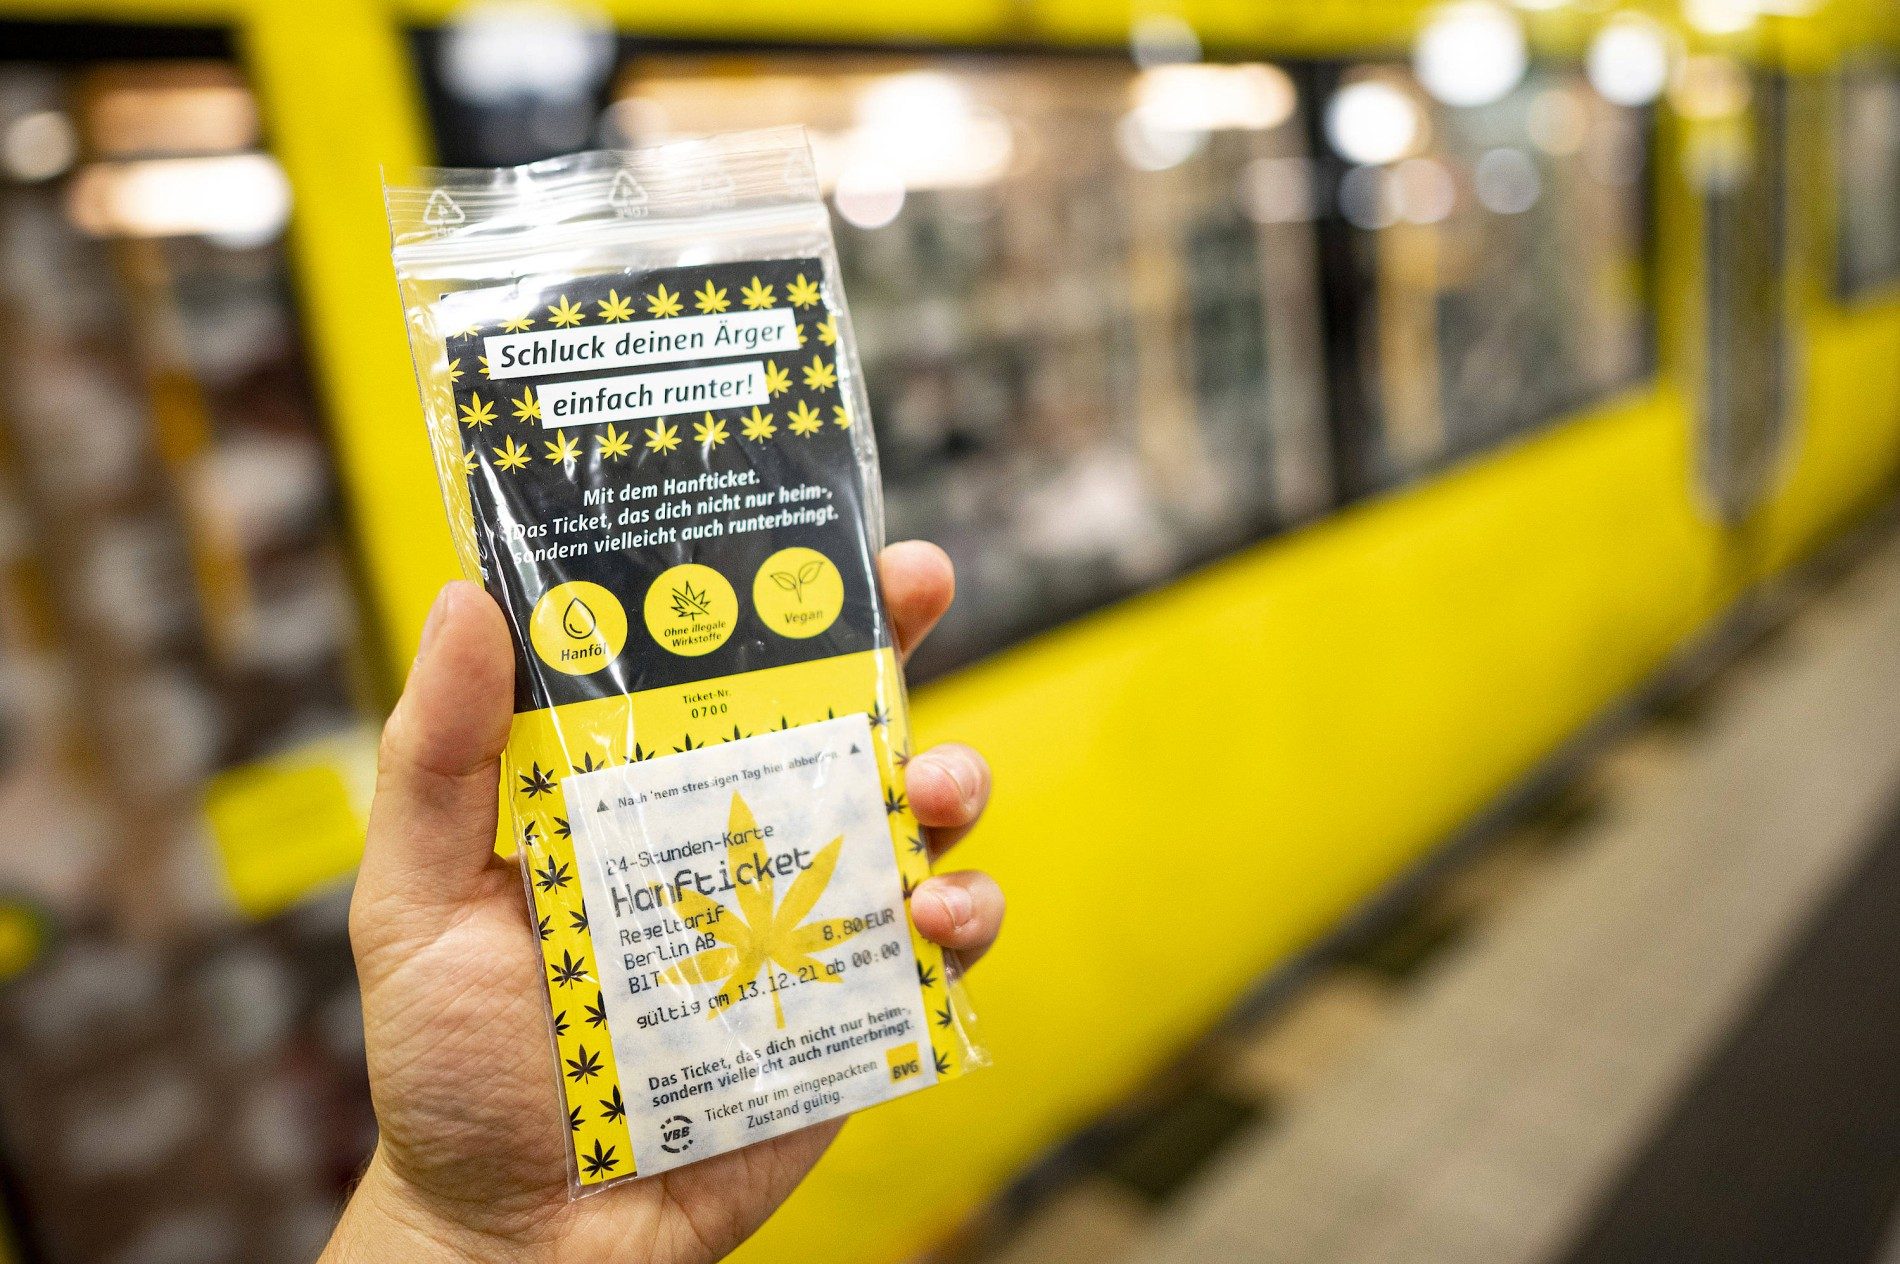 Schluck deinen Ärger
einfach runter!
Mit dem Hanfticket.
Das Ticket, das dich nicht nur heim-,
sondern vielleicht auch runterbringt.
Hanföl
Ohne illegale
Wirkstoffe
Vegan
Ticket-Nr.
0700
▲ Nach 'nem stressigen Tag hier abbeißen. ▲
24-Stunden-Karte
Hanfticket
Regeltarif
Berlin AB 8,80 EUR
B1T
gültig am 13.12.21 ab 00:00
Das Ticket, das dich nicht nur heim-,
sondern vielleicht auch runterbringt.
Ticket nur im eingepackten
Zustand gültig.
VBB
BVG